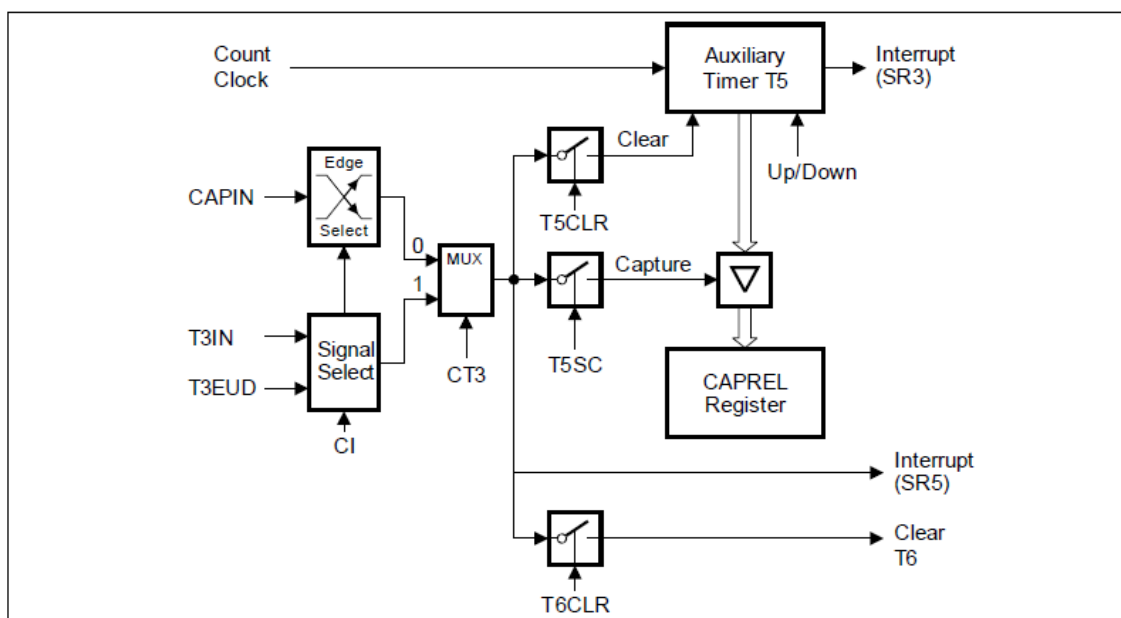 Count
Clock
Auxiliary
Timer T5
Interrupt
(SR3)
Clear
Up/Down
T5CLR
CAPIN
Edge
Select
0
1
MUX
Capture
T3IN
T3EUD
Signal
Select
CI
CT3
T5SC
CAPREL
Register
Interrupt
(SR5)
Clear
T6
T6CLR